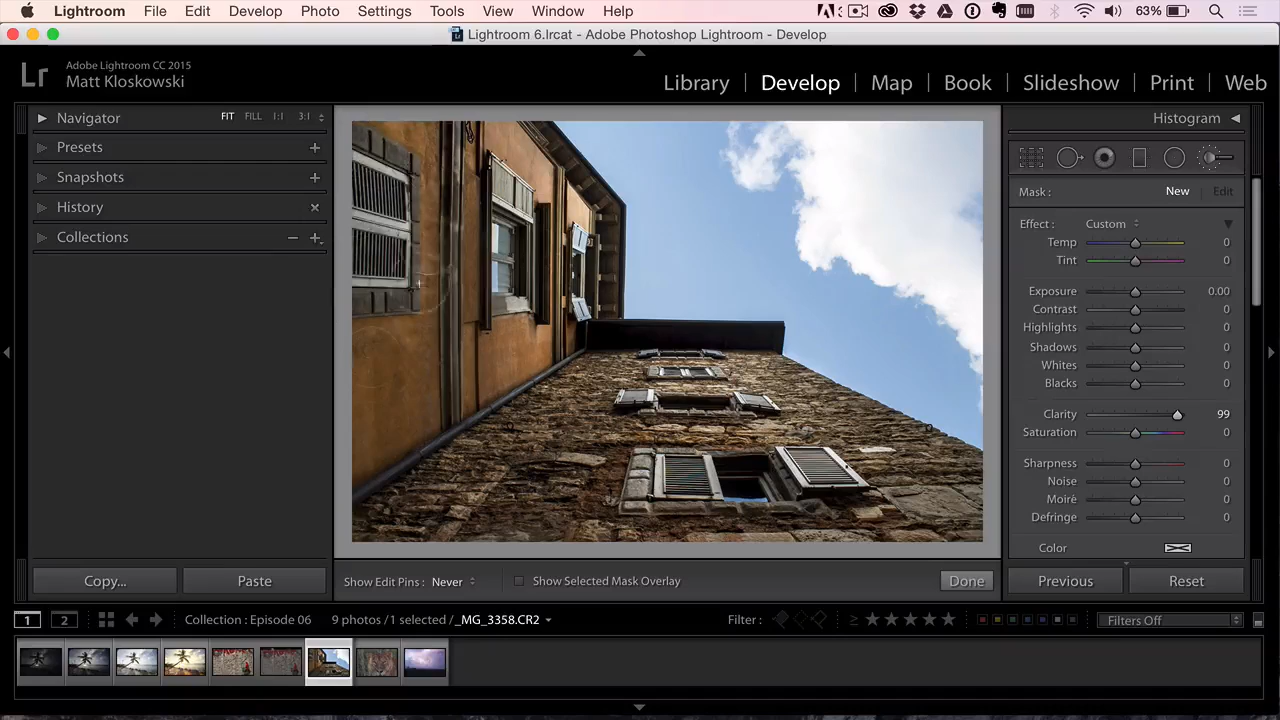 Lightroom File Edit Develop Photo Settings Tools View Window Help 63%
Lightroom 6.lrcat - Adobe Photoshop Lightroom - Develop
Lr
Adobe Lightroom CC 2015
Matt Kloskowski
Library Develop Map Book Slideshow Print Web
Navigator FIT FILL 1:1 3:1
Presets
Snapshots
History
Collections
Histogram
Mask : New Edit
Effect : Custom
Temp 0
Tint 0
Exposure 0.00
Contrast 0
Highlights 0
Shadows 0
Whites 0
Blacks 0
Clarity 99
Saturation 0
Sharpness 0
Noise 0
Moiré 0
Defringe 0
Color
Copy... Paste
Show Edit Pins : Never Show Selected Mask Overlay Done
Previous Reset
1 2 Collection : Episode 06 9 photos /1 selected /_MG_3358.CR2 Filter : Filters Off